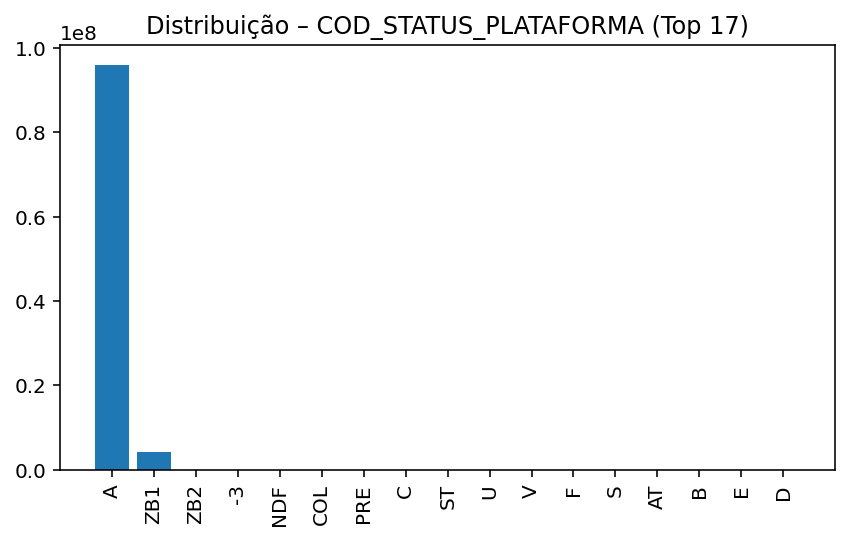 Distribuição – COD_STATUS_PLATAFORMA (Top 17)
1e8
1.0
0.8
0.6
0.4
0.2
0.0
A
ZB1
ZB2
-3
NDF
COL
PRE
C
ST
U
V
F
S
AT
B
E
D